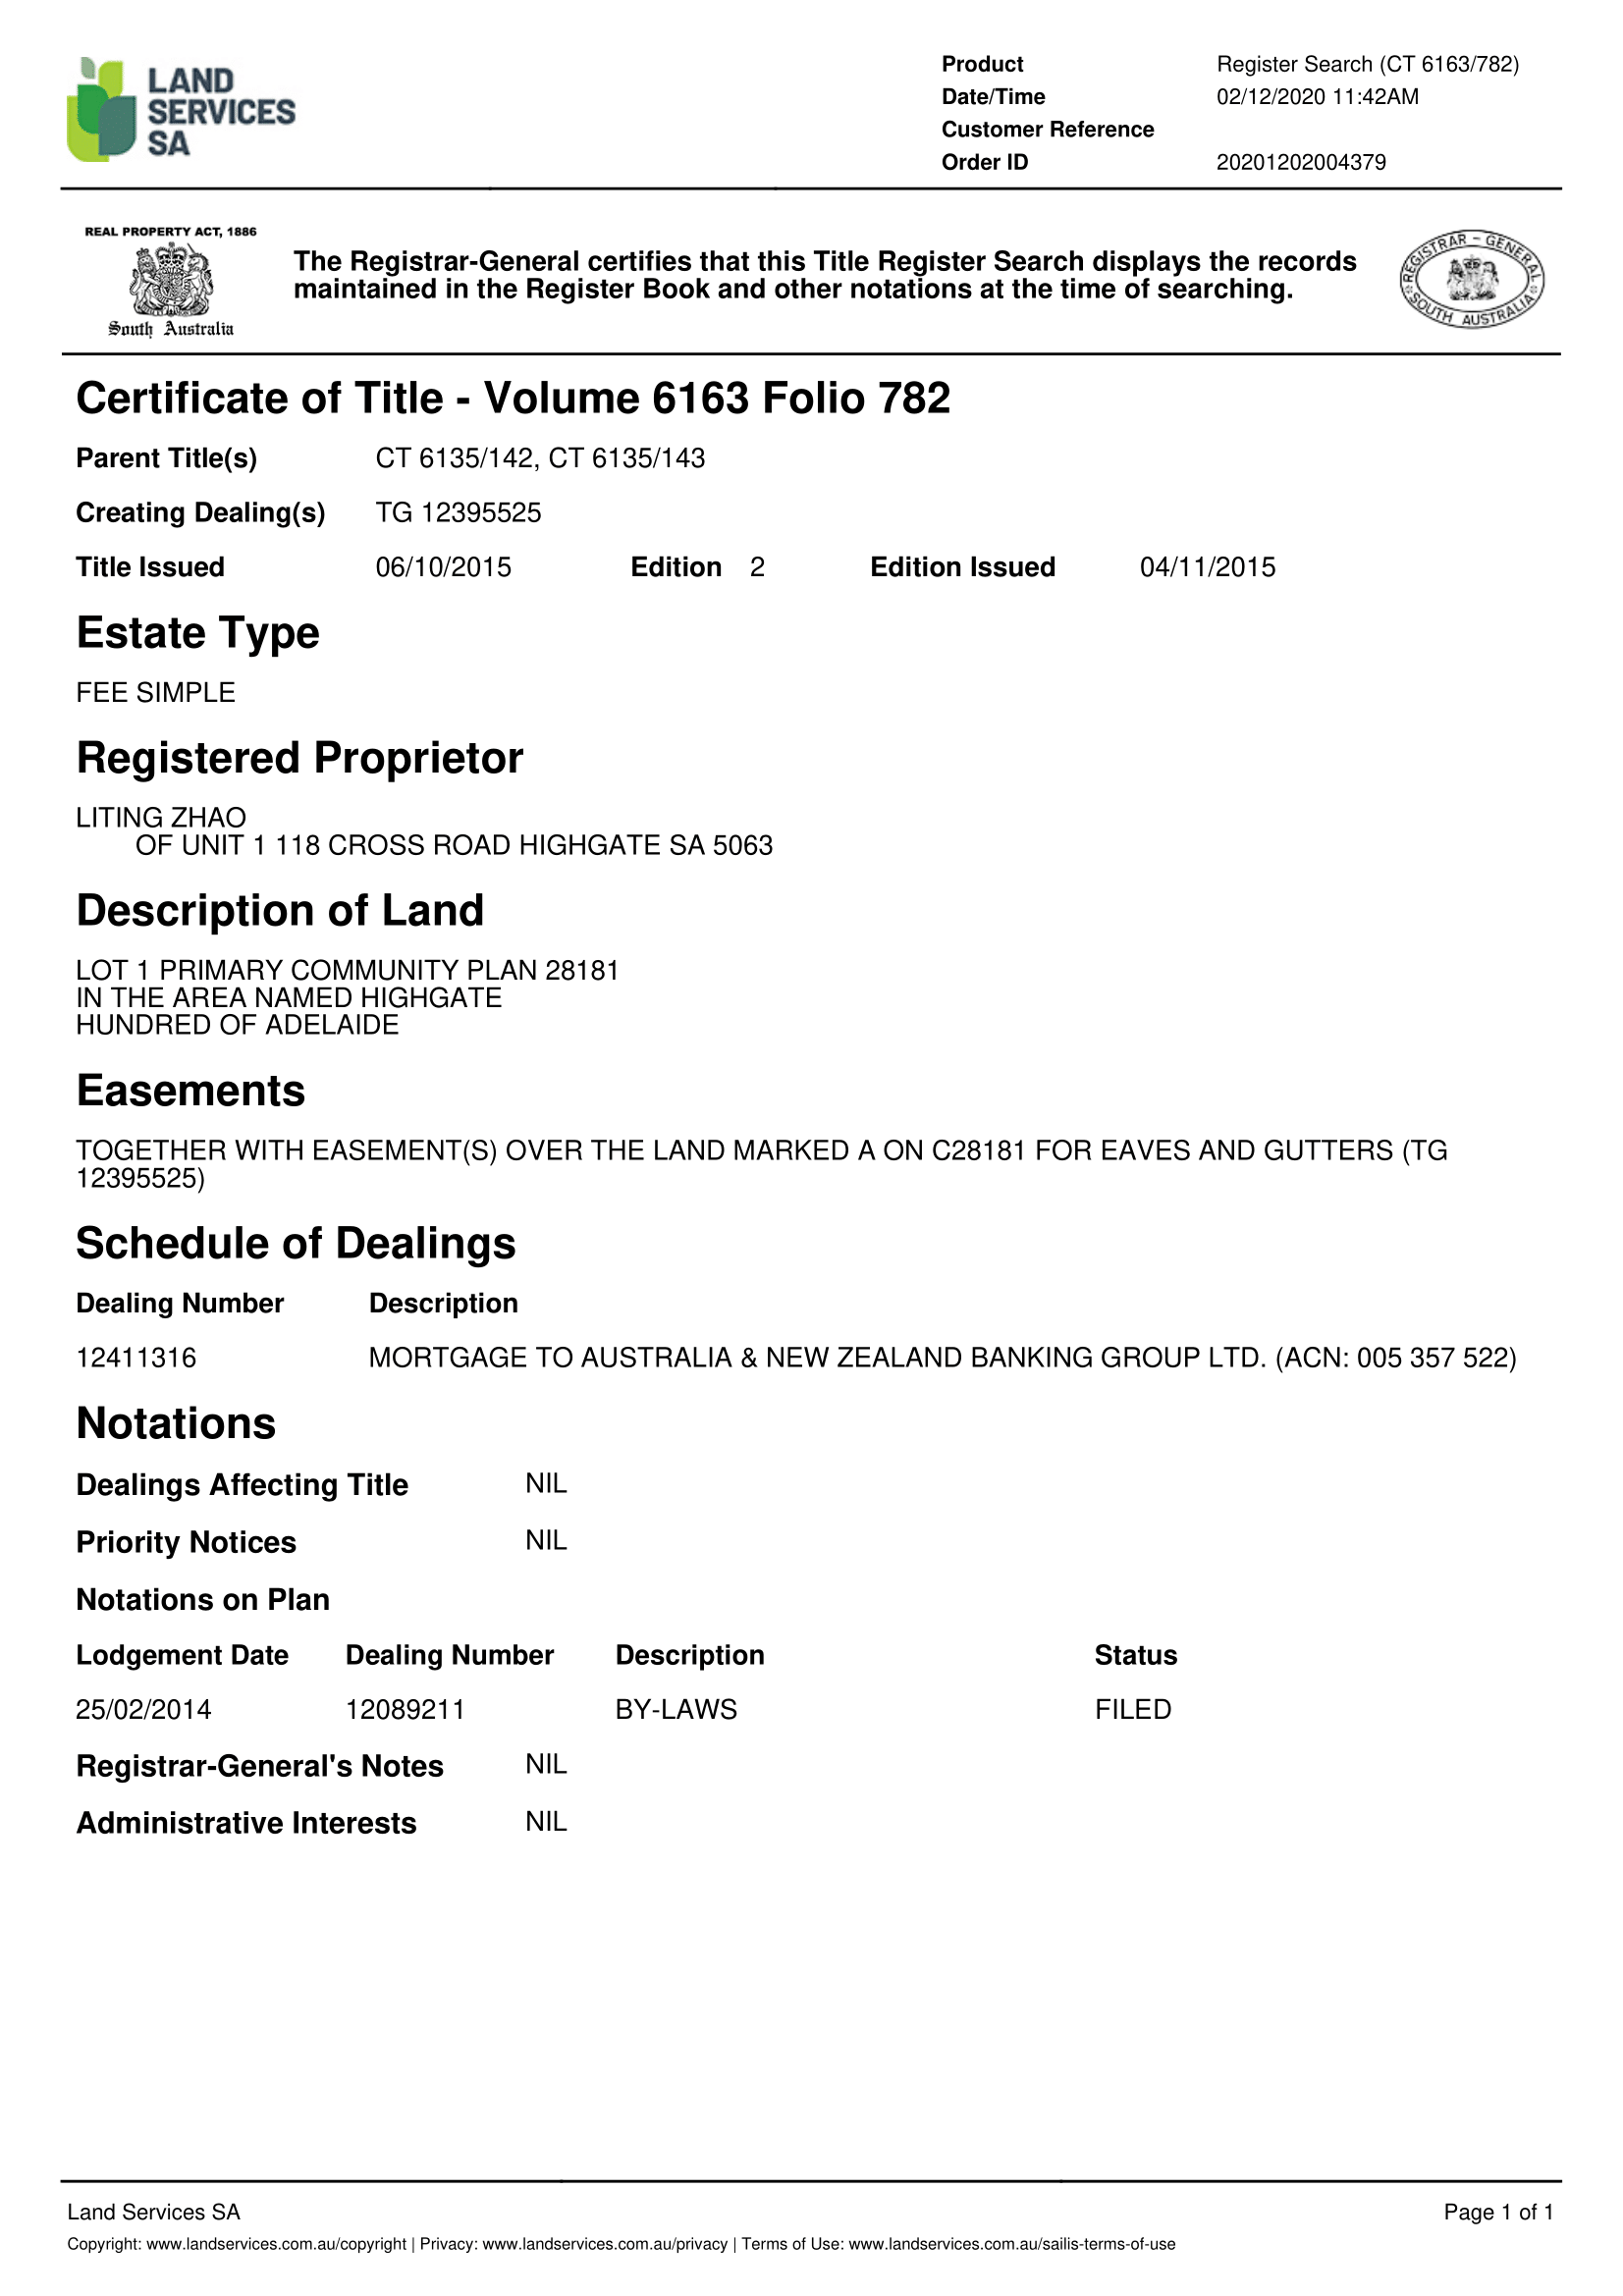 LAND
SERVICES
SA
Product Register Search (CT 6163/782)
Date/Time 02/12/2020 11:42AM
Customer Reference
Order ID 20201202004379
REAL PROPERTY ACT, 1886
South Australia
The Registrar-General certifies that this Title Register Search displays the records
maintained in the Register Book and other notations at the time of searching.
REGISTRAR - GENERAL
SOUTH AUSTRALIA
Certificate of Title - Volume 6163 Folio 782
Parent Title(s) CT 6135/142, CT 6135/143
Creating Dealing(s) TG 12395525
Title Issued 06/10/2015 Edition 2 Edition Issued 04/11/2015
Estate Type
FEE SIMPLE
Registered Proprietor
LITING ZHAO
OF UNIT 1 118 CROSS ROAD HIGHGATE SA 5063
Description of Land
LOT 1 PRIMARY COMMUNITY PLAN 28181
IN THE AREA NAMED HIGHGATE
HUNDRED OF ADELAIDE
Easements
TOGETHER WITH EASEMENT(S) OVER THE LAND MARKED A ON C28181 FOR EAVES AND GUTTERS (TG
12395525)
Schedule of Dealings
Dealing Number Description
12411316 MORTGAGE TO AUSTRALIA & NEW ZEALAND BANKING GROUP LTD. (ACN: 005 357 522)
Notations
Dealings Affecting Title NIL
Priority Notices NIL
Notations on Plan
Lodgement Date Dealing Number Description Status
25/02/2014 12089211 BY-LAWS FILED
Registrar-General's Notes NIL
Administrative Interests NIL
Land Services SA Page 1 of 1
Copyright: www.landservices.com.au/copyright | Privacy: www.landservices.com.au/privacy | Terms of Use: www.landservices.com.au/sailis-terms-of-use